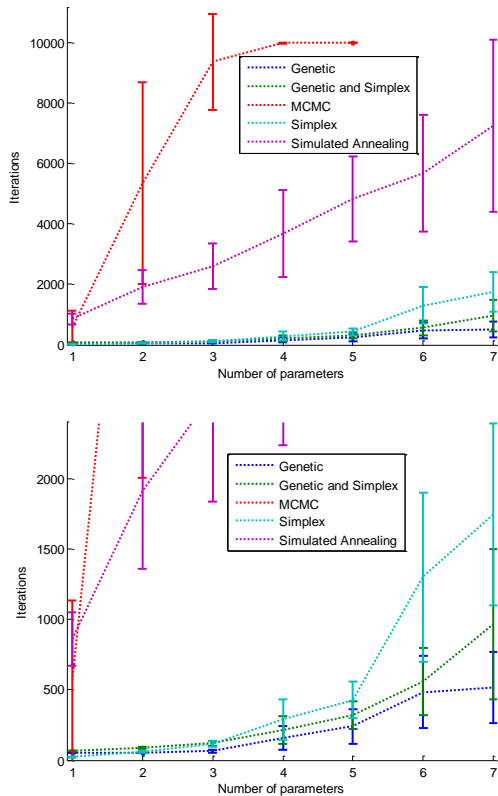 10000
8000
6000
4000
2000
0
Iterions
Genetic
Genetic and Simplex
MCMC
Simplex
Simulated Annealing
1 2 3 4 5 6 7
Number of parameters
2000
1500
1000
500
0
Iterations
Genetic
Genetic and Simplex
MCMC
Simplex
Simulated Annealing
1 2 3 4 5 6 7
Number of parameters